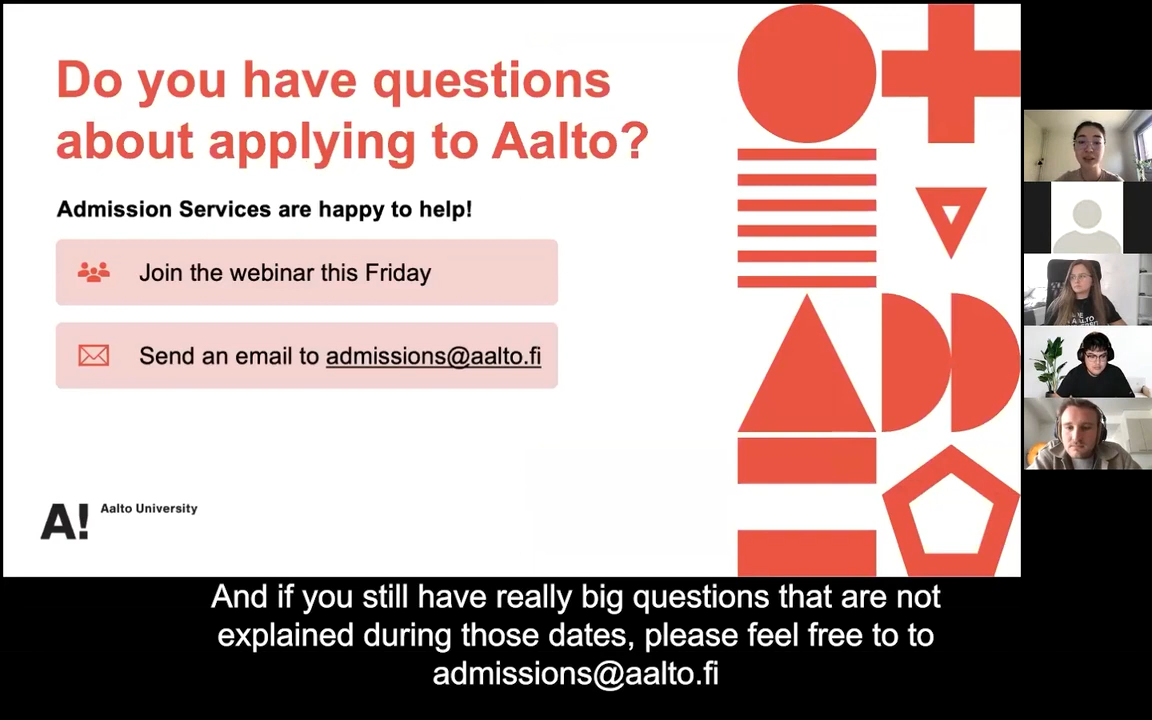 Do you have questions
about applying to Aalto?
Admission Services are happy to help!
Join the webinar this Friday
Send an email to admissions@aalto.fi
A! Aalto University
And if you still have really big questions that are not
explained during those dates, please feel free to to
admissions@aalto.fi